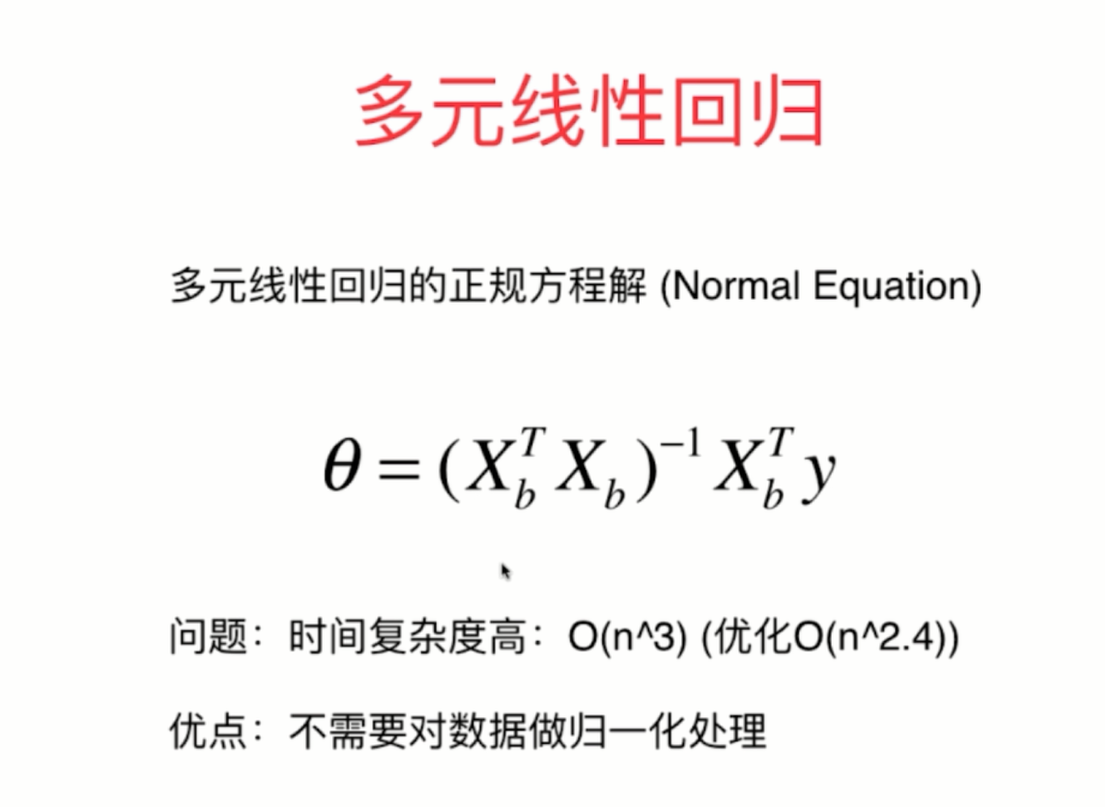 多元线性回归
多元线性回归的正规方程解 (Normal Equation)
θ = (X_b^T X_b)^{-1} X_b^T y
问题：时间复杂度高：O(n^3) (优化O(n^2.4))
优点：不需要对数据做归一化处理